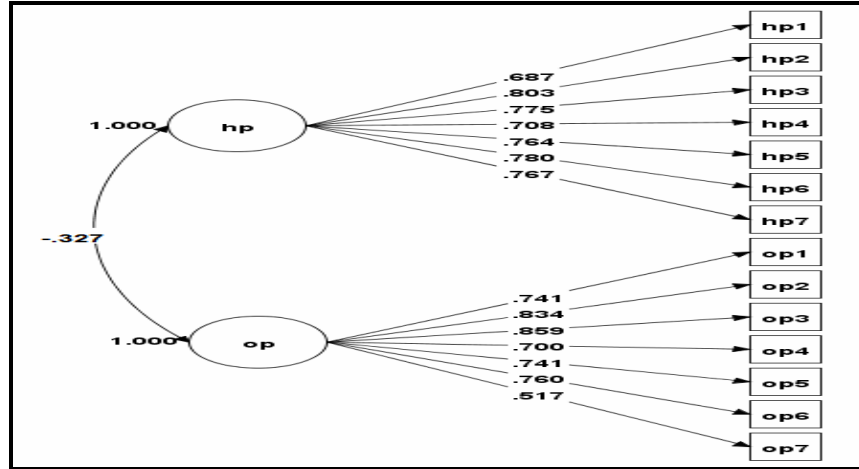 hp1
hp2
hp3
hp4
hp5
hp6
hp7
.687
.803
.775
.708
.764
.780
.767
1.000
hp
-.327
op1
op2
op3
op4
op5
op6
op7
.741
.834
.859
.700
.741
.760
.517
1.000
op